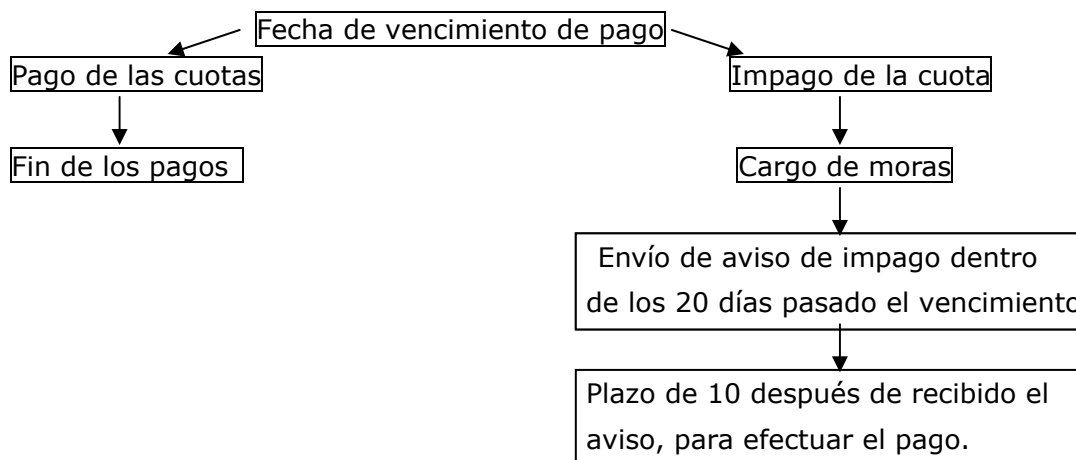 Fecha de vencimiento de pago
Pago de las cuotas
Impago de la cuota
Fin de los pagos
Cargo de moras
Envío de aviso de impago dentro
de los 20 días pasado el vencimiento
Plazo de 10 después de recibido el
aviso, para efectuar el pago.